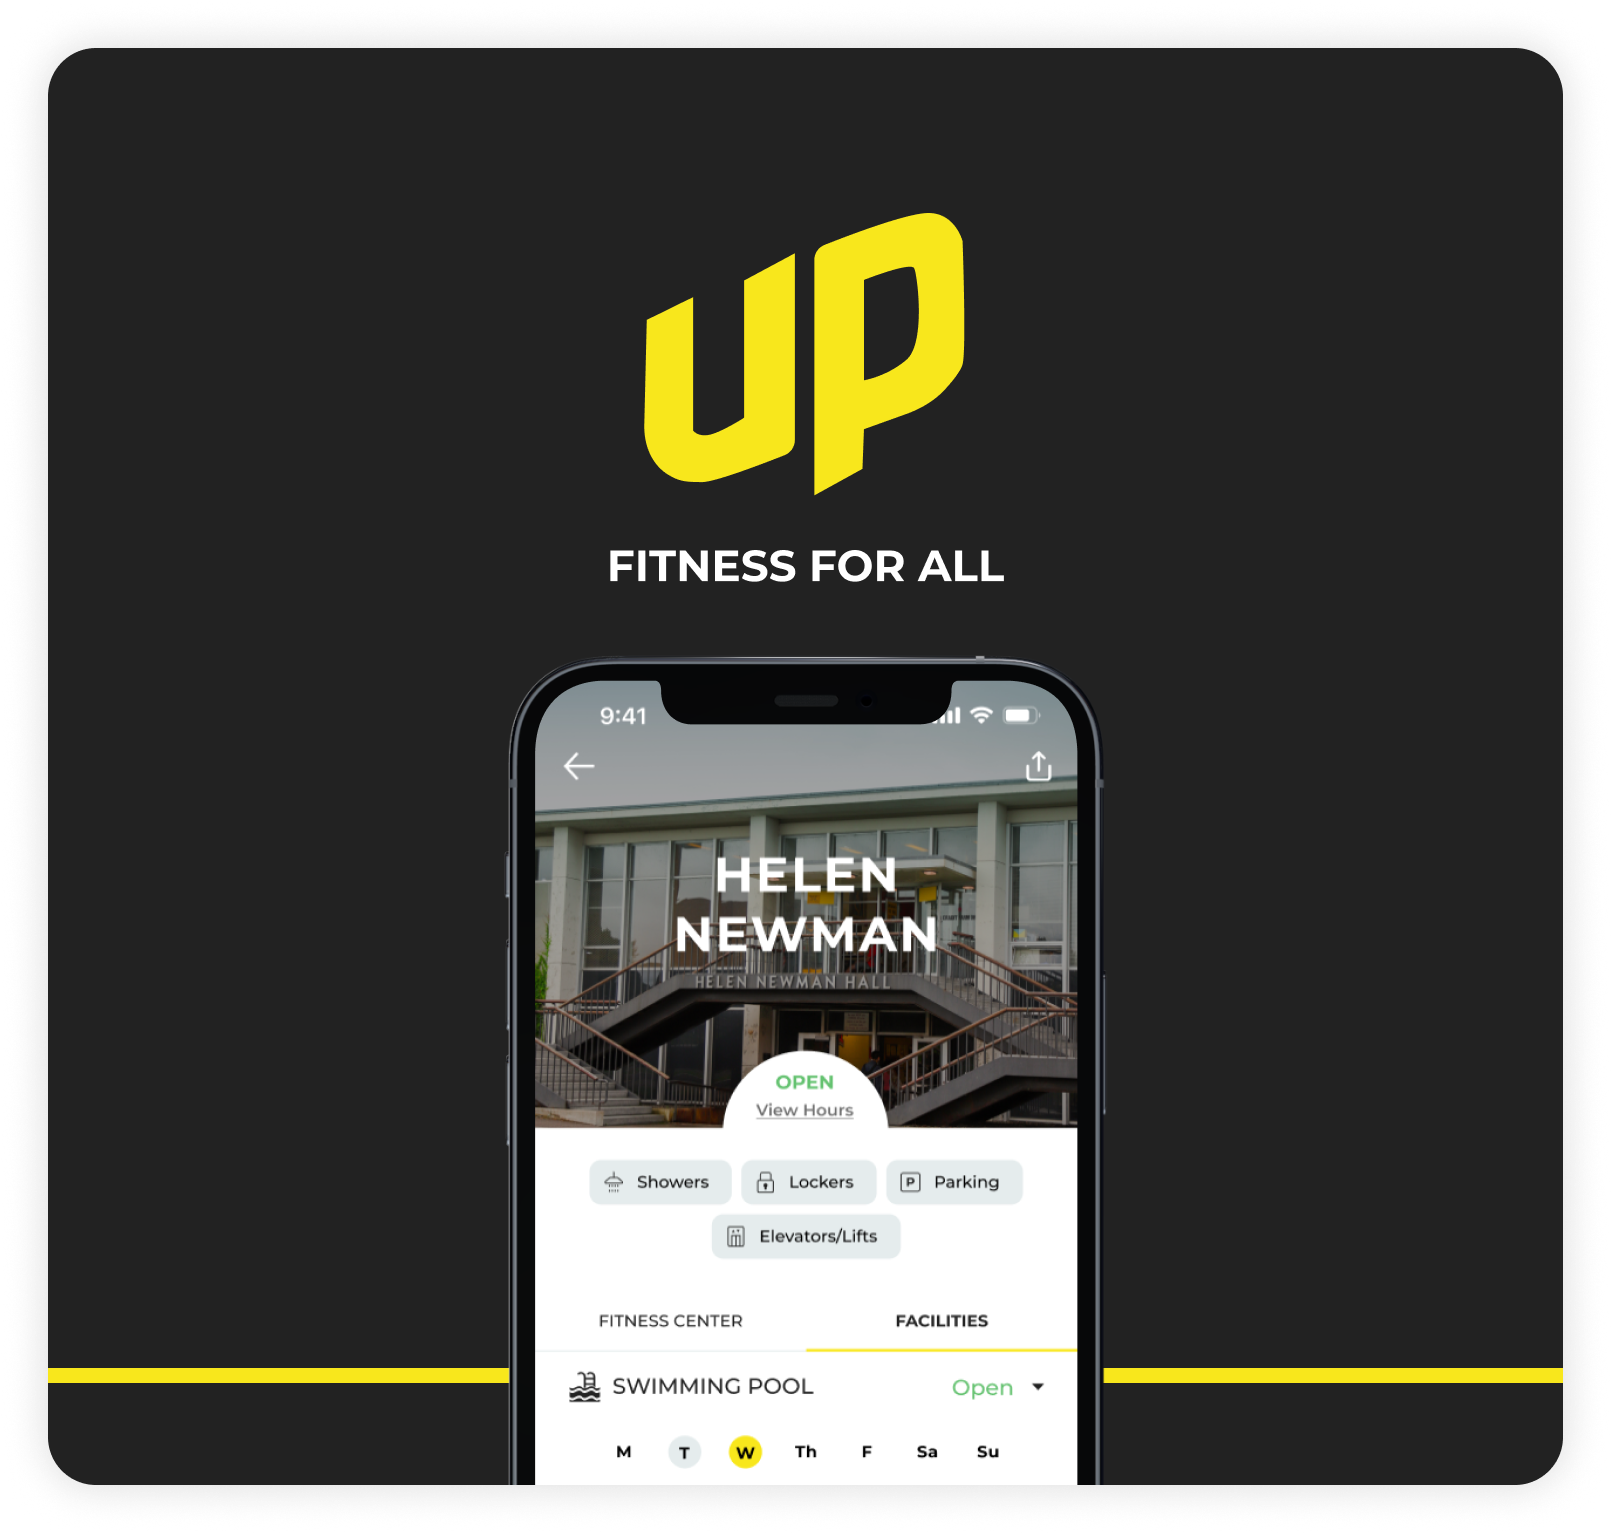 UP
FITNESS FOR ALL
9:41
HELEN
NEWMAN
HELEN NEWMAN HALL
OPEN
View Hours
Showers
Lockers
P
Parking
Elevators/Lifts
FITNESS CENTER
FACILITIES
SWIMMING POOL
Open
M T W Th F Sa Su